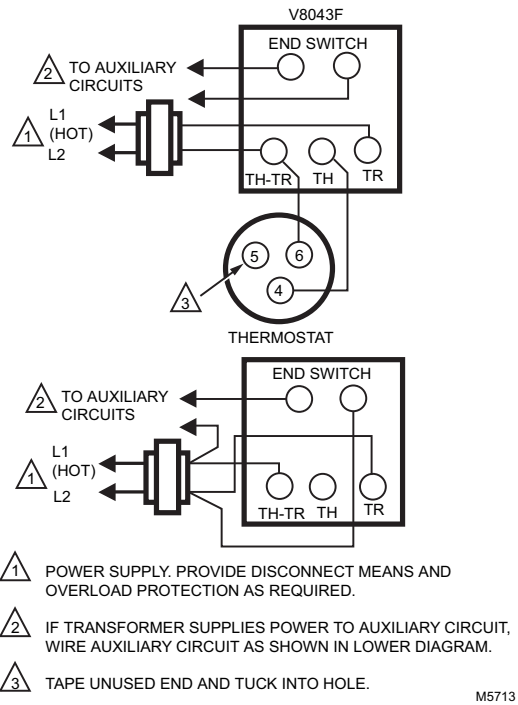 V8043F
END SWITCH
2 TO AUXILIARY
CIRCUITS
L1
1 (HOT)
L2
TH-TR TH TR
5 6
4
3
THERMOSTAT
END SWITCH
2 TO AUXILIARY
CIRCUITS
L1
1 (HOT)
L2
TH-TR TH TR
1 POWER SUPPLY. PROVIDE DISCONNECT MEANS AND
OVERLOAD PROTECTION AS REQUIRED.
2 IF TRANSFORMER SUPPLIES POWER TO AUXILIARY CIRCUIT,
WIRE AUXILIARY CIRCUIT AS SHOWN IN LOWER DIAGRAM.
3 TAPE UNUSED END AND TUCK INTO HOLE.
M5713